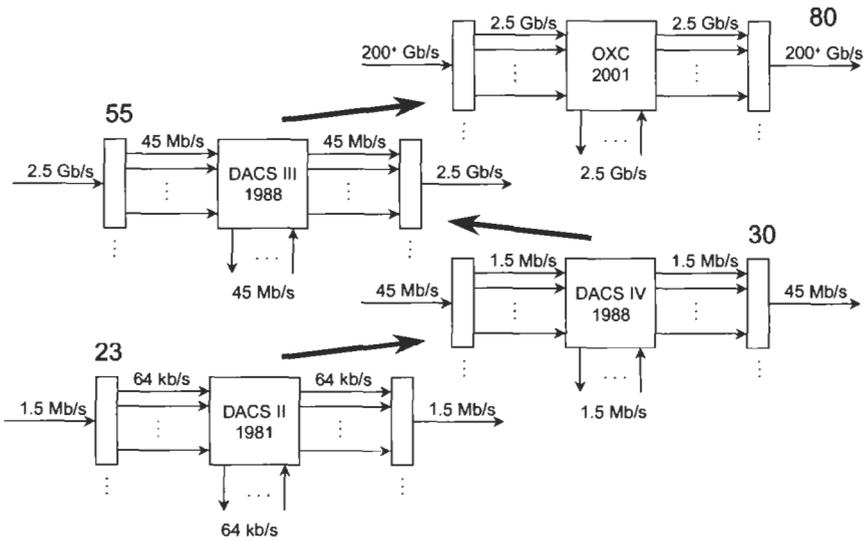 80
2.5 Gb/s
2.5 Gb/s
200⁺ Gb/s
OXC
2001
200⁺ Gb/s
2.5 Gb/s
55
45 Mb/s
45 Mb/s
2.5 Gb/s
DACS III
1988
2.5 Gb/s
45 Mb/s
30
1.5 Mb/s
1.5 Mb/s
45 Mb/s
DACS IV
1988
45 Mb/s
1.5 Mb/s
23
64 kb/s
64 kb/s
1.5 Mb/s
DACS II
1981
1.5 Mb/s
64 kb/s